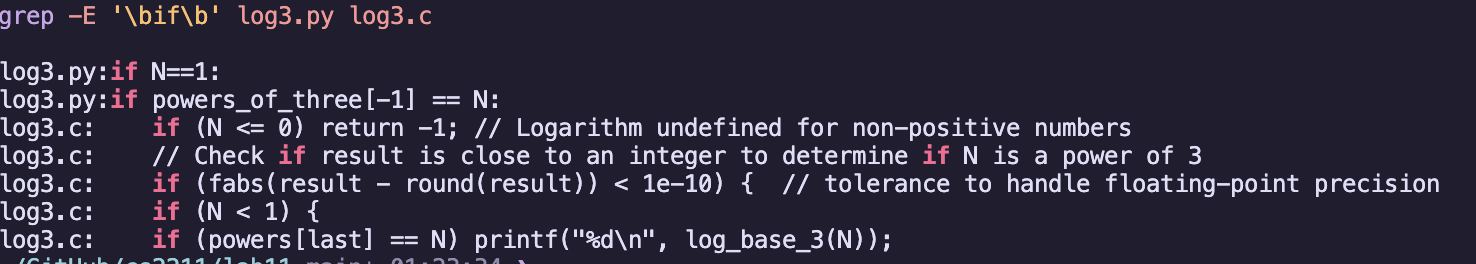 grep -E '\bif\b' log3.py log3.c
log3.py:if N==1:
log3.py:if powers_of_three[-1] == N:
log3.c:    if (N <= 0) return -1; // Logarithm undefined for non-positive numbers
log3.c:    // Check if result is close to an integer to determine if N is a power of 3
log3.c:    if (fabs(result - round(result)) < 1e-10) {  // tolerance to handle floating-point precision
log3.c:    if (N < 1) {
log3.c:    if (powers[last] == N) printf("%d\n", log_base_3(N));